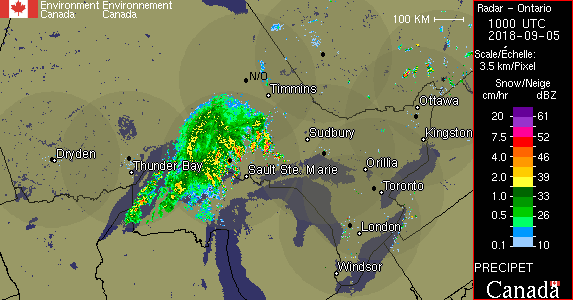 Environment Environnement
Canada Canada
100 KM
N/O
Timmins
Ottawa
Sudbury
Kingston
Dryden
Thunder Bay
Sault Ste. Marie
Orillia
Toronto
London
Windsor
Radar - Ontario
1000 UTC
2018-09-05
Scale/Échelle:
3.5 km/Pixel
Snow/Neige
cm/hr dBZ
20 61
7.5 52
4.0 46
2.0 39
1.0 33
0.5 26
0.1 10
PRECIPET
Canada